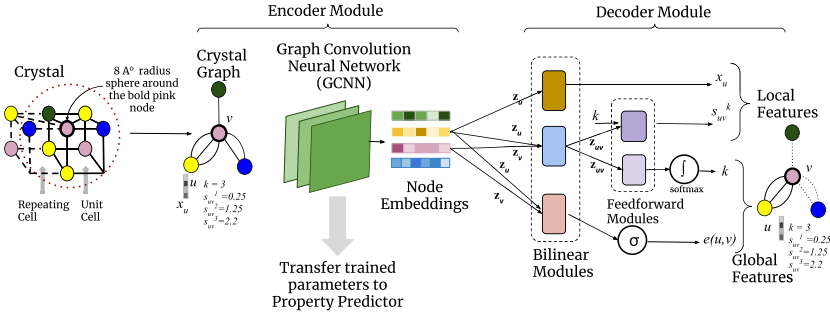 Encoder Module
Decoder Module
Crystal
8 Aº radius
sphere around
the bold pink
node
Repeating
Cell
Unit
Cell
Crystal
Graph
v
u
x_u
k = 3
s_uv^1 =0.25
s_uv^2 =1.25
s_uv^3 =2.2
Graph Convolution
Neural Network
(GCNN)
Node
Embeddings
Transfer trained
parameters to
Property Predictor
z_u
z_u
z_v
z_u
z_v
Bilinear
Modules
k
z_uv
z_uv
Feedforward
Modules
∫
softmax
σ
x_u
s_uv^k
k
e(u,v)
Local
Features
Global
Features
v
u
k = 3
s_uv^1 =0.25
s_uv^2 =1.25
s_uv^3 =2.2